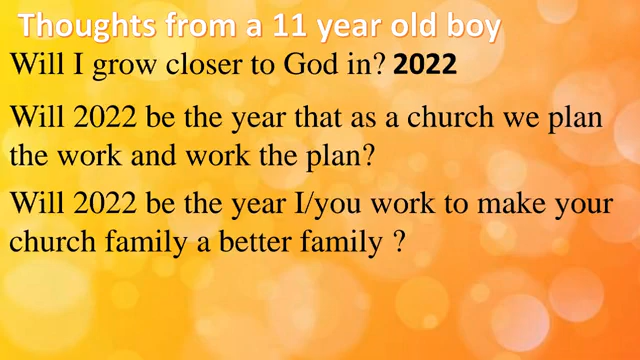 Thoughts from a 11 year old boy
Will I grow closer to God in? 2022
Will 2022 be the year that as a church we plan
the work and work the plan?
Will 2022 be the year I/you work to make your
church family a better family ?